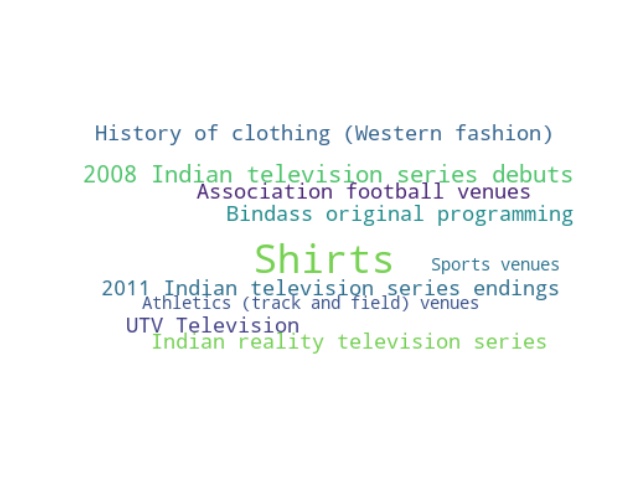 History of clothing (Western fashion)
2008 Indian television series debuts
Association football venues
Bindass original programming
Shirts
Sports venues
2011 Indian television series endings
Athletics (track and field) venues
UTV Television
Indian reality television series